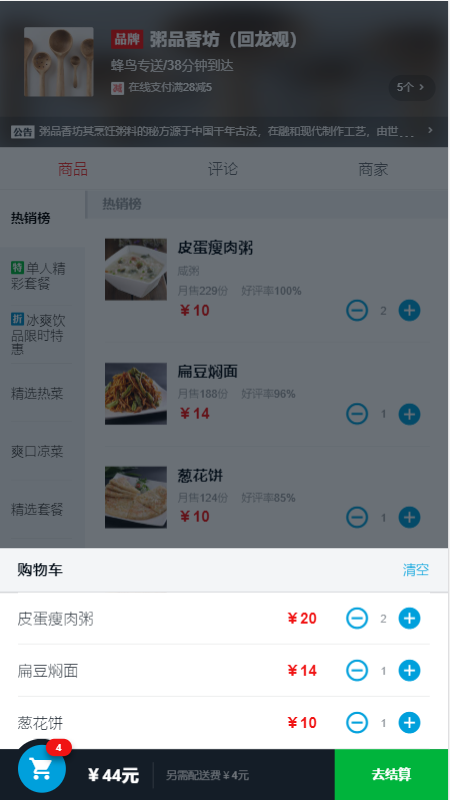 品牌 粥品香坊（回龙观）
蜂鸟专送/38分钟到达
减 在线支付满28减5
5个 >
公告 粥品香坊其烹饪粥料的秘方源于中国千年古法，在融和现代制作工艺，由世... >
商品 评论 商家
热销榜
特 单人精
彩套餐
折 冰爽饮
品限时特
惠
精选热菜
爽口凉菜
精选套餐
热销榜
皮蛋瘦肉粥
咸粥
月售229份 好评率100%
￥10
2
扁豆焖面
月售188份 好评率96%
￥14
1
葱花饼
月售124份 好评率85%
￥10
1
购物车 清空
皮蛋瘦肉粥 ￥20 2
扁豆焖面 ￥14 1
葱花饼 ￥10 1
4
￥44元 另需配送费￥4元 去结算